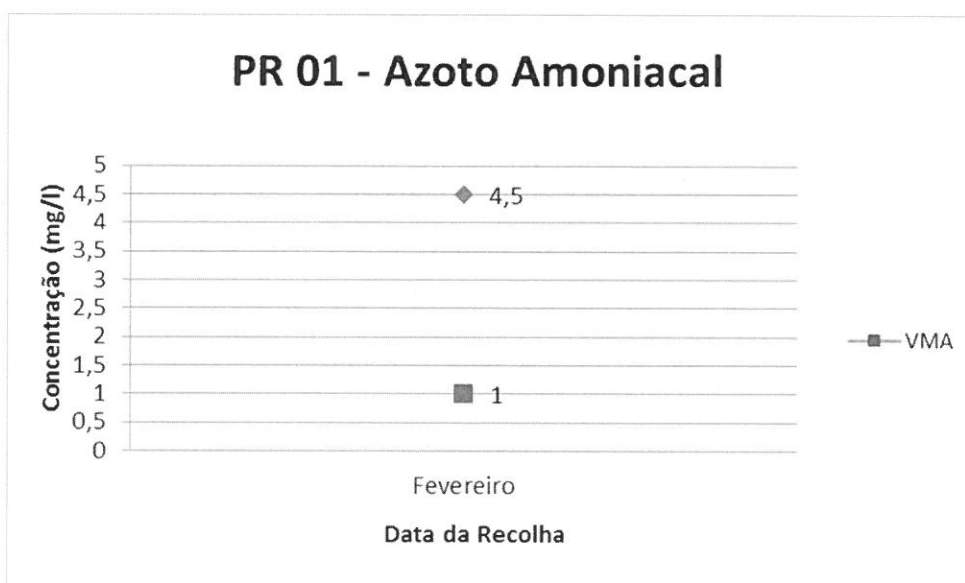 PR 01 - Azoto Amoniacal
Concentração (mg/l)
5
4,5
4
3,5
3
2,5
2
1,5
1
0,5
0
4,5
1
VMA
Fevereiro
Data da Recolha